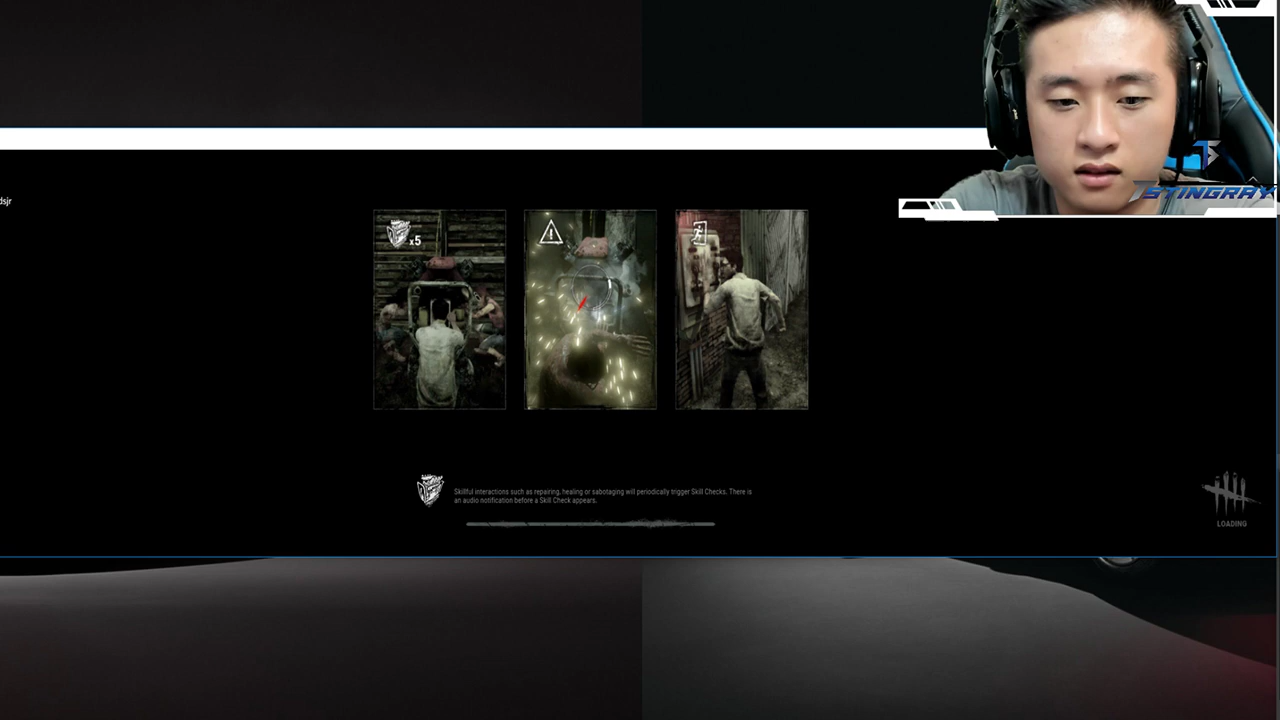 dsjr
STINGRAY
x5
Skillful interactions such as repairing, healing or sabotaging will periodically trigger Skill Checks. There is
an audio notification before a Skill Check appears.
LOADING